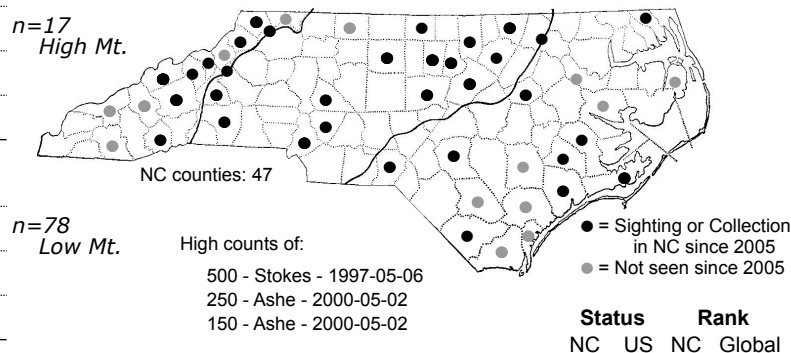 n=17
High Mt.
NC counties: 47
n=78
Low Mt.
High counts of:
500 - Stokes - 1997-05-06
250 - Ashe - 2000-05-02
150 - Ashe - 2000-05-02
= Sighting or Collection
in NC since 2005
= Not seen since 2005
Status Rank
NC US NC Global